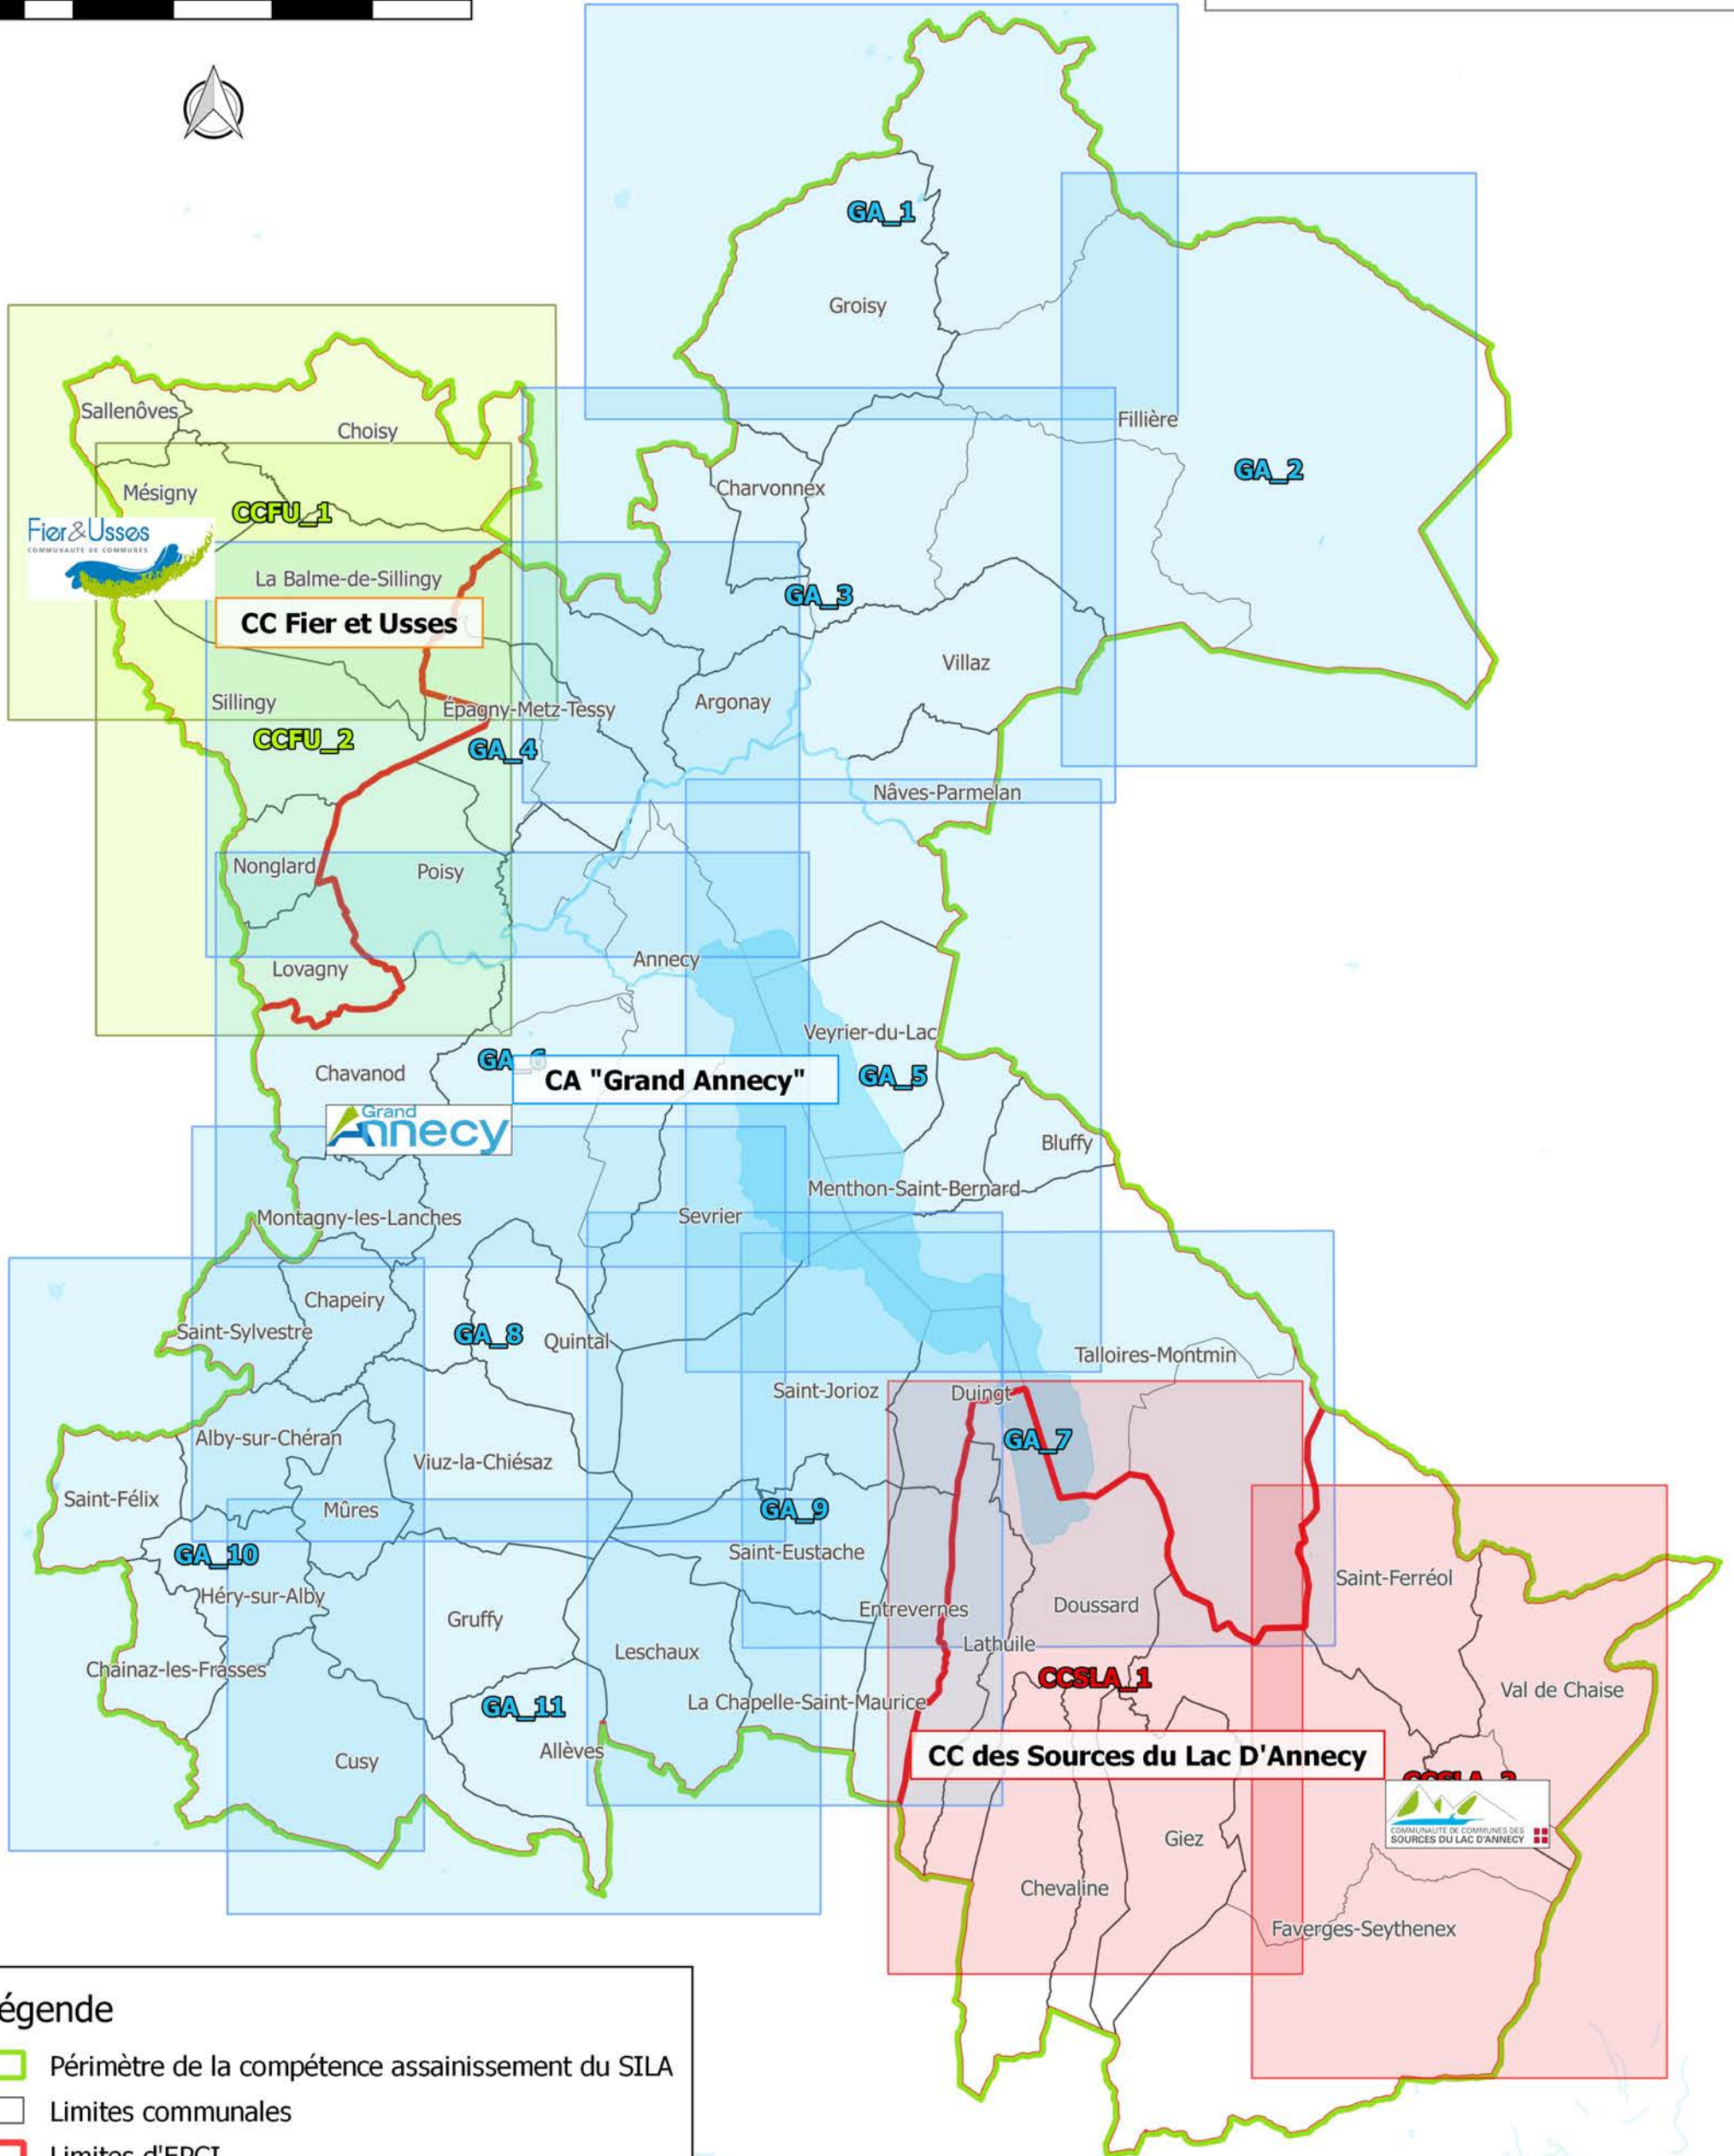 GA_1
Groisy
Sallenôves
Choisy
Fillière
GA_2
Charvonnex
Mésigny
CCFU_1
Fier&Usses
COMMUNAUTÉ DE COMMUNES
La Balme-de-Sillingy
GA_3
CC Fier et Usses
Villaz
Sillingy
Épagny-Metz-Tessy
Argonay
CCFU_2
GA_4
Nâves-Parmelan
Nonglard
Poisy
Annecy
Lovagny
Veyrier-du-Lac
Chavanod
GA_6
CA "Grand Annecy"
GA_5
Grand
Annecy
Bluffy
Menthon-Saint-Bernard
Montagny-les-Lanches
Sevrier
Chapeiry
Saint-Sylvestre
GA_8
Quintal
Talloires-Montmin
Saint-Jorioz
Duingt
Alby-sur-Chéran
GA_7
Viuz-la-Chiésaz
Saint-Félix
Mûres
GA_9
GA_10
Saint-Eustache
Saint-Ferréol
Héry-sur-Alby
Entrevernes
Doussard
Gruffy
Lathuile
Leschaux
Chainaz-les-Frasses
CCSLA_1
Val de Chaise
La Chapelle-Saint-Maurice
GA_11
Allèves
CC des Sources du Lac D'Annecy
Cusy
CCSLA_2
COMMUNAUTÉ DE COMMUNES DES
SOURCES DU LAC D'ANNECY
Giez
Chevaline
Faverges-Seythenex
égende
Périmètre de la compétence assainissement du SILA
Limites communales
Limites d'EPCI